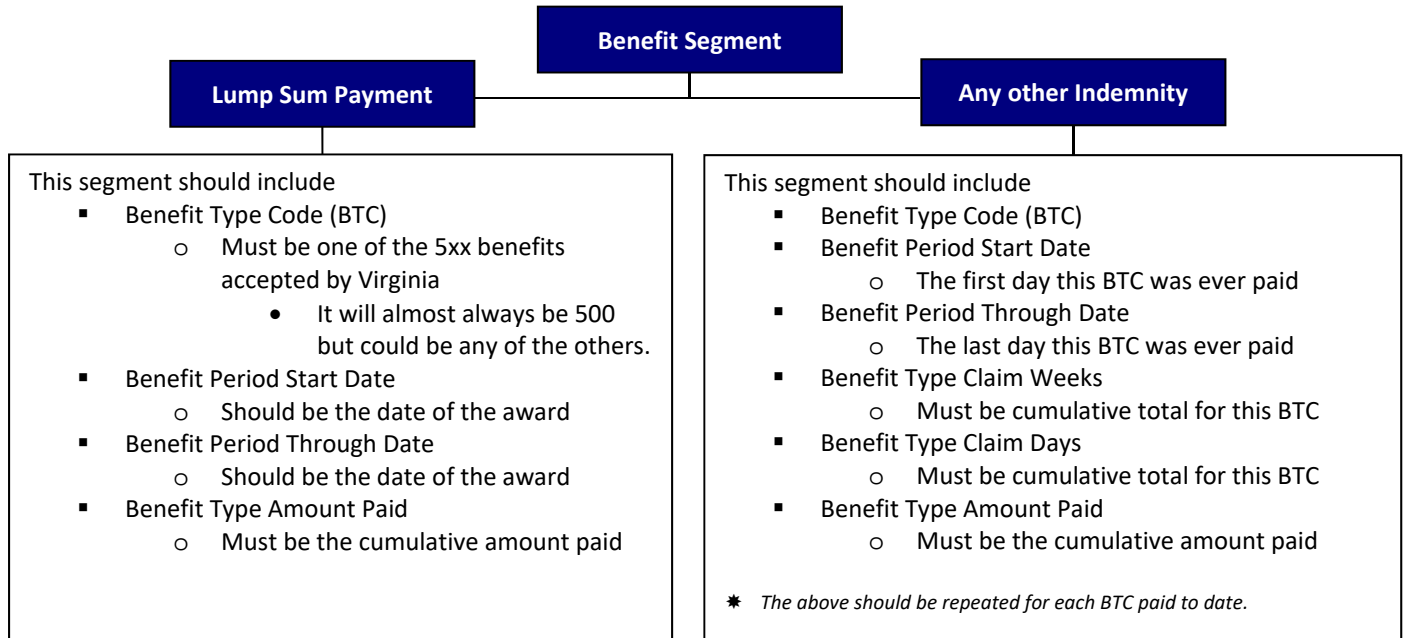 Benefit Segment
Lump Sum Payment
Any other Indemnity
This segment should include
▪ Benefit Type Code (BTC)
o Must be one of the 5xx benefits
accepted by Virginia
• It will almost always be 500
but could be any of the others.
▪ Benefit Period Start Date
o Should be the date of the award
▪ Benefit Period Through Date
o Should be the date of the award
▪ Benefit Type Amount Paid
o Must be the cumulative amount paid
This segment should include
▪ Benefit Type Code (BTC)
▪ Benefit Period Start Date
o The first day this BTC was ever paid
▪ Benefit Period Through Date
o The last day this BTC was ever paid
▪ Benefit Type Claim Weeks
o Must be cumulative total for this BTC
▪ Benefit Type Claim Days
o Must be cumulative total for this BTC
▪ Benefit Type Amount Paid
o Must be the cumulative amount paid
✸ The above should be repeated for each BTC paid to date.